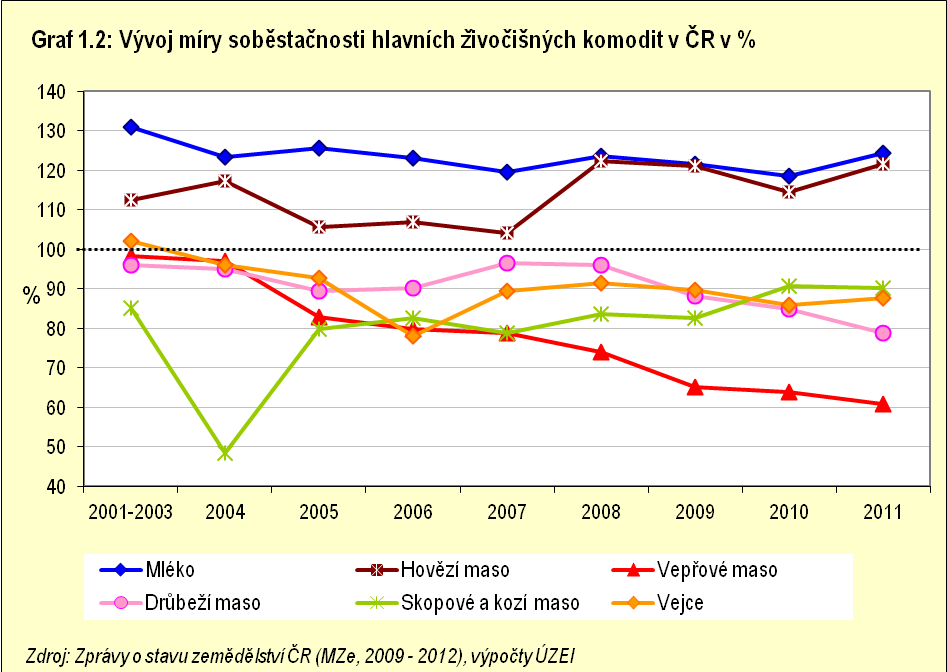 Graf 1.2: Vývoj míry soběstačnosti hlavních živočišných komodit v ČR v %
140
130
120
110
100
90
80
70
60
50
40
%
2001-2003 2004 2005 2006 2007 2008 2009 2010 2011
Mléko Hovězí maso Vepřové maso
Drůbeží maso Skopové a kozí maso Vejce
Zdroj: Zprávy o stavu zemědělství ČR (MZe, 2009 - 2012), výpočty ÚZEI